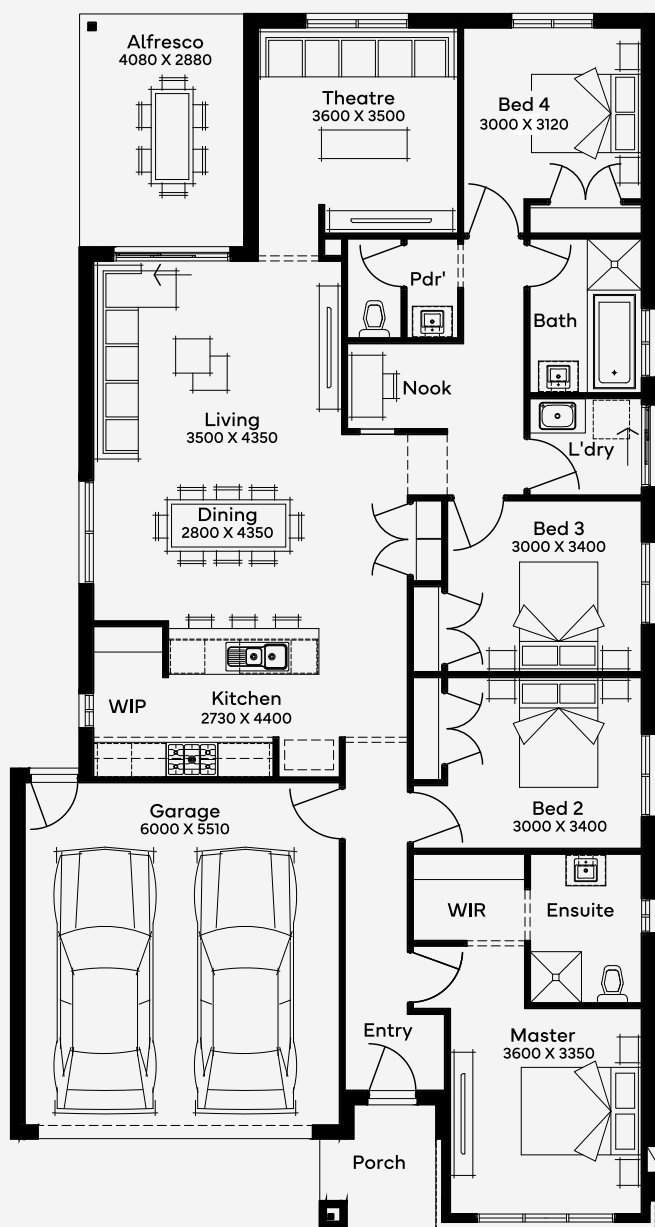 Alfresco
4080 X 2880
Theatre
3600 X 3500
Bed 4
3000 X 3120
Pdr'
Bath
Nook
Living
3500 X 4350
L'dry
Dining
2800 X 4350
Bed 3
3000 X 3400
WIP
Kitchen
2730 X 4400
Garage
6000 X 5510
Bed 2
3000 X 3400
WIR
Ensuite
Entry
Master
3600 X 3350
Porch